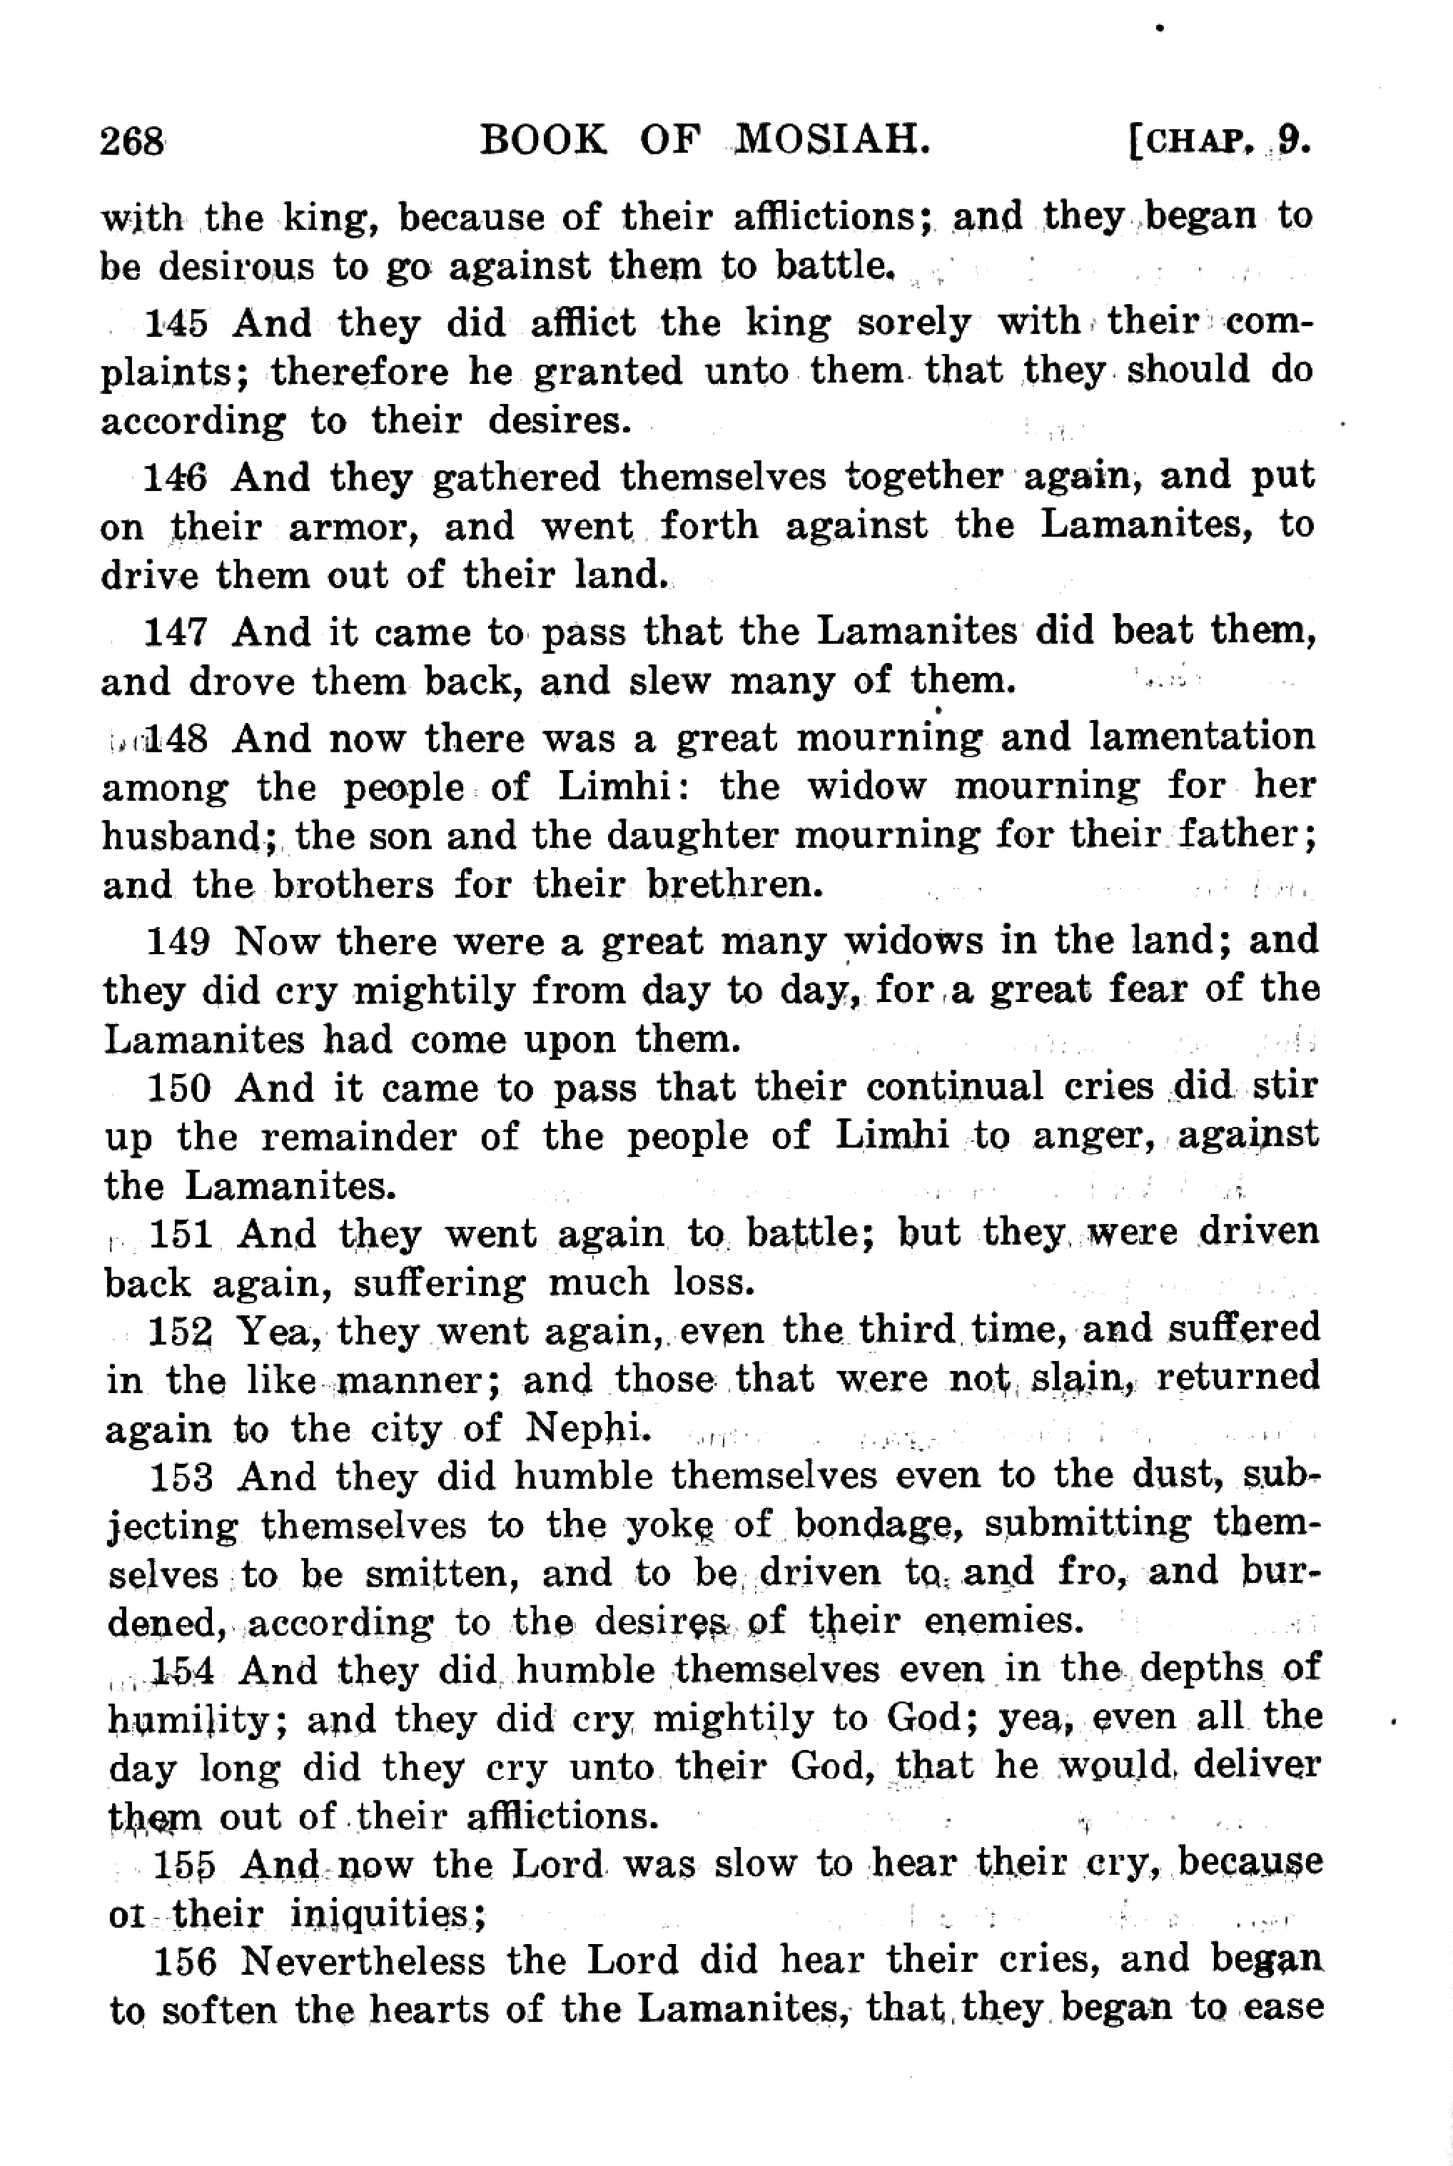 268 BOOK OF MOSIAH. [CHAP. 9.
with the king, because of their afflictions; and they began to
be desirous to go against them to battle.
145 And they did afflict the king sorely with their com-
plaints; therefore he granted unto them that they should do
according to their desires.
146 And they gathered themselves together again, and put
on their armor, and went forth against the Lamanites, to
drive them out of their land.
147 And it came to pass that the Lamanites did beat them,
and drove them back, and slew many of them.
148 And now there was a great mourning and lamentation
among the people of Limhi: the widow mourning for her
husband; the son and the daughter mourning for their father;
and the brothers for their brethren.
149 Now there were a great many widows in the land; and
they did cry mightily from day to day, for a great fear of the
Lamanites had come upon them.
150 And it came to pass that their continual cries did stir
up the remainder of the people of Limhi to anger, against
the Lamanites.
151 And they went again to battle; but they were driven
back again, suffering much loss.
152 Yea, they went again, even the third time, and suffered
in the like manner; and those that were not slain, returned
again to the city of Nephi.
153 And they did humble themselves even to the dust, sub-
jecting themselves to the yoke of bondage, submitting them-
selves to be smitten, and to be driven to and fro, and bur-
dened, according to the desires of their enemies.
154 And they did humble themselves even in the depths of
humility; and they did cry mightily to God; yea, even all the
day long did they cry unto their God, that he would deliver
them out of their afflictions.
155 And now the Lord was slow to hear their cry, because
of their iniquities;
156 Nevertheless the Lord did hear their cries, and began
to soften the hearts of the Lamanites, that they began to ease